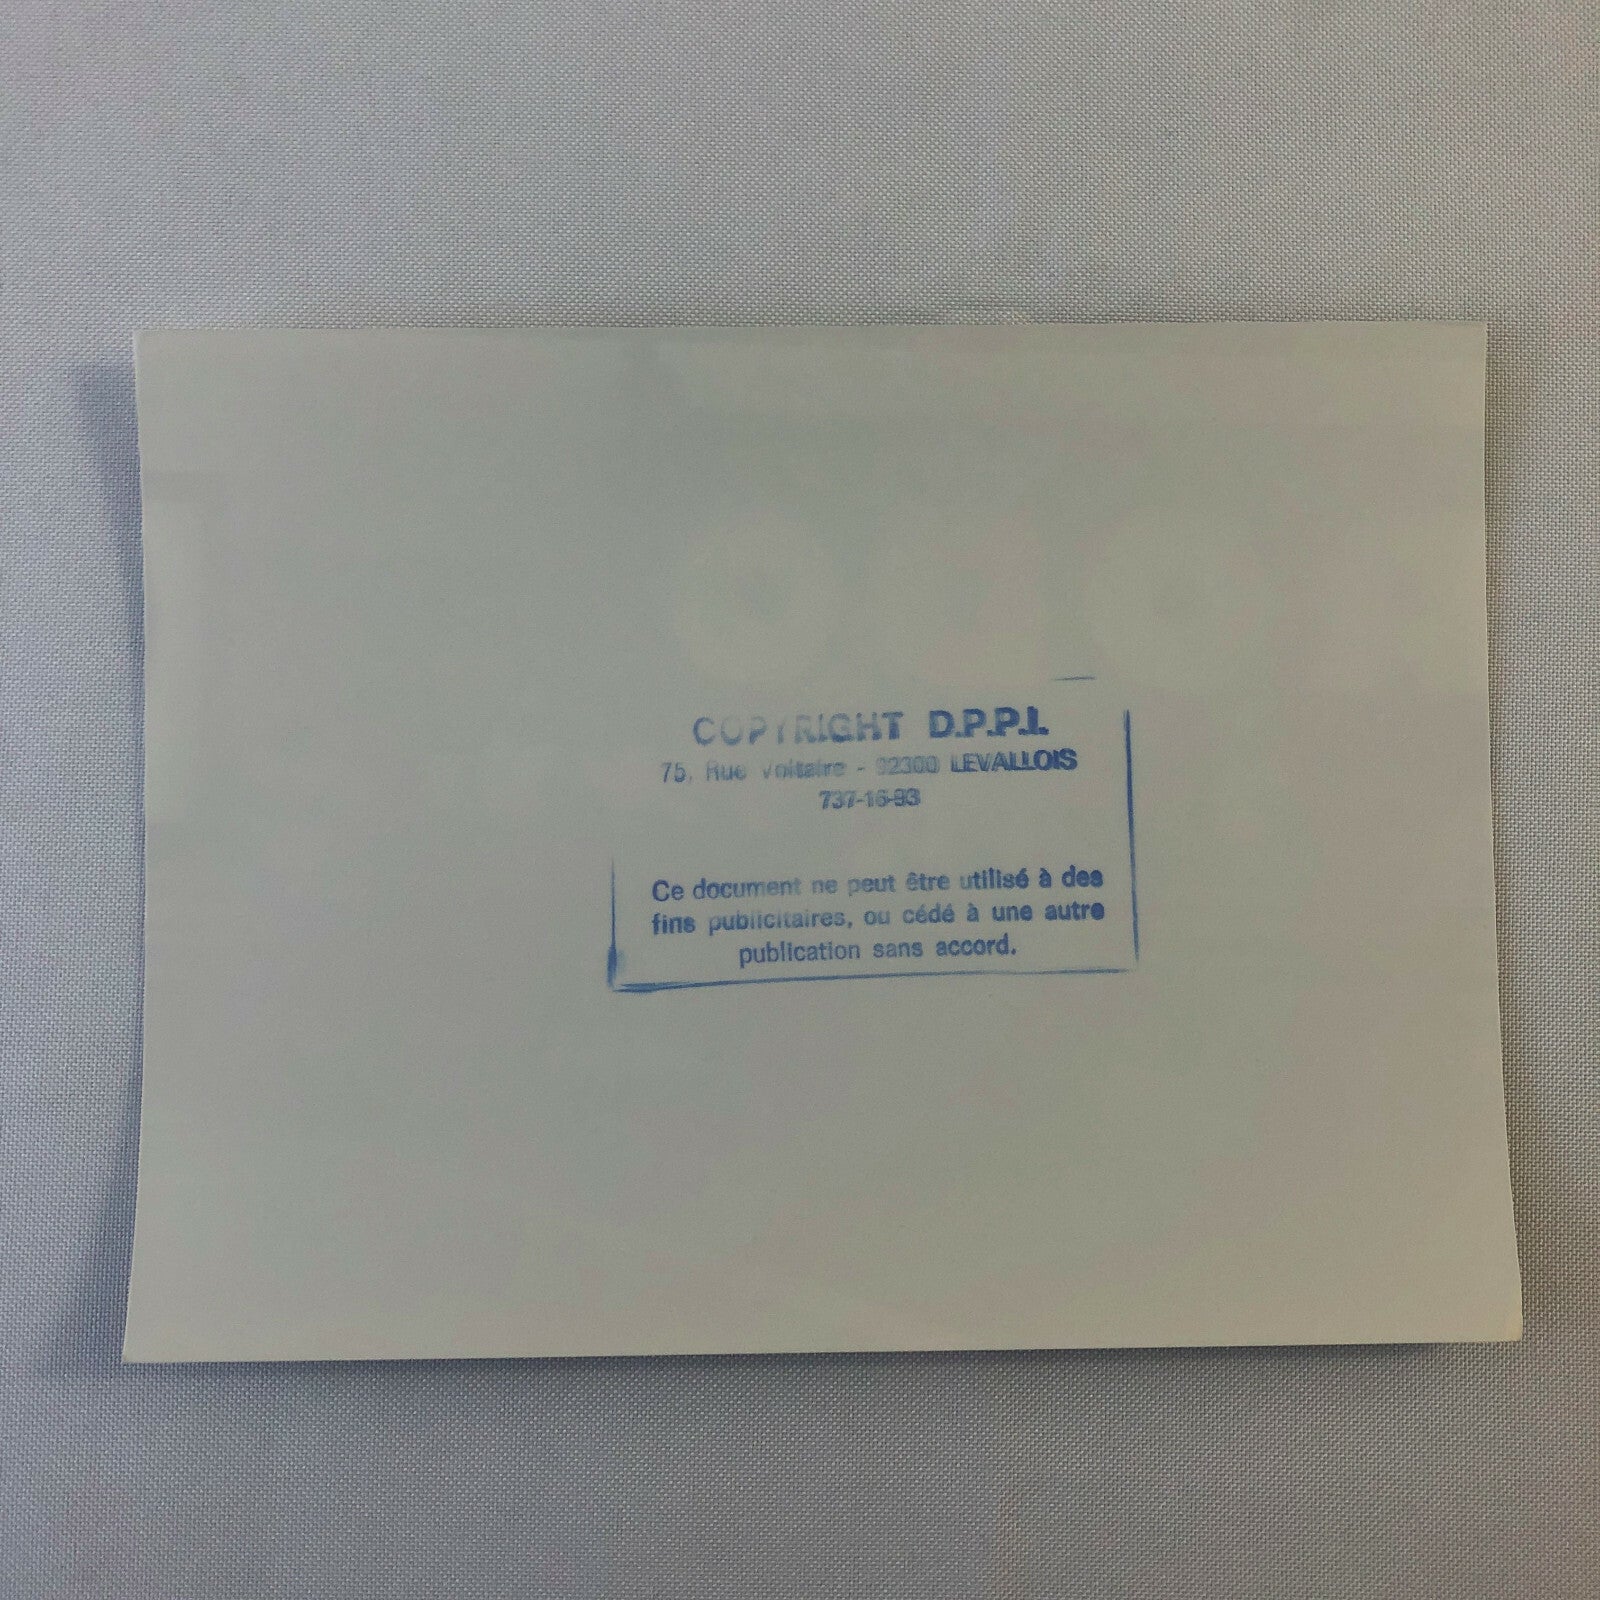 COPYRIGHT D.P.P.I.
75, Rue Voltaire - 92300 LEVALLOIS
737-16-93
Ce document ne peut être utilisé à des
fins publicitaires, ou cédé à une autre
publication sans accord.